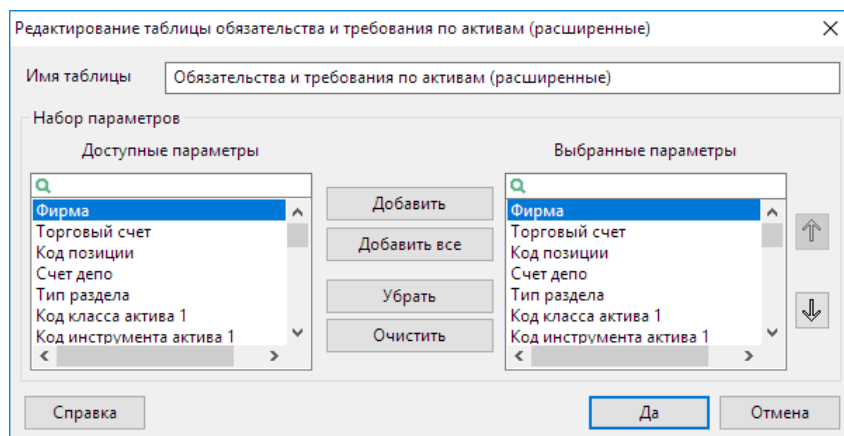 Редактирование таблицы обязательства и требования по активам (расширенные)
Имя таблицы
Обязательства и требования по активам (расширенные)
Набор параметров
Доступные параметры
Фирма
Торговый счет
Код позиции
Счет депо
Тип раздела
Код класса актива 1
Код инструмента актива 1
Добавить
Добавить все
Убрать
Очистить
Выбранные параметры
Фирма
Торговый счет
Код позиции
Счет депо
Тип раздела
Код класса актива 1
Код инструмента актива 1
Справка
Да
Отмена